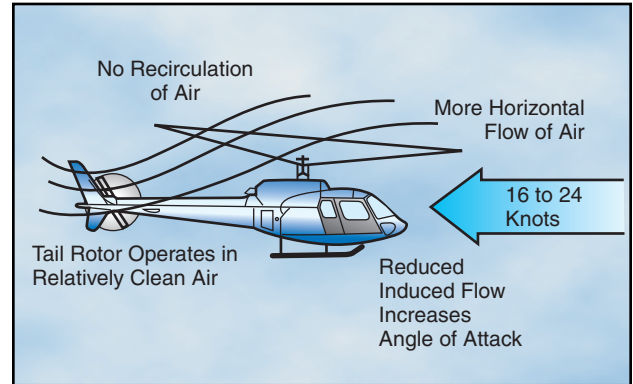 No Recirculation
of Air
More Horizontal
Flow of Air
16 to 24
Knots
Tail Rotor Operates in
Relatively Clean Air
Reduced
Induced Flow
Increases
Angle of Attack